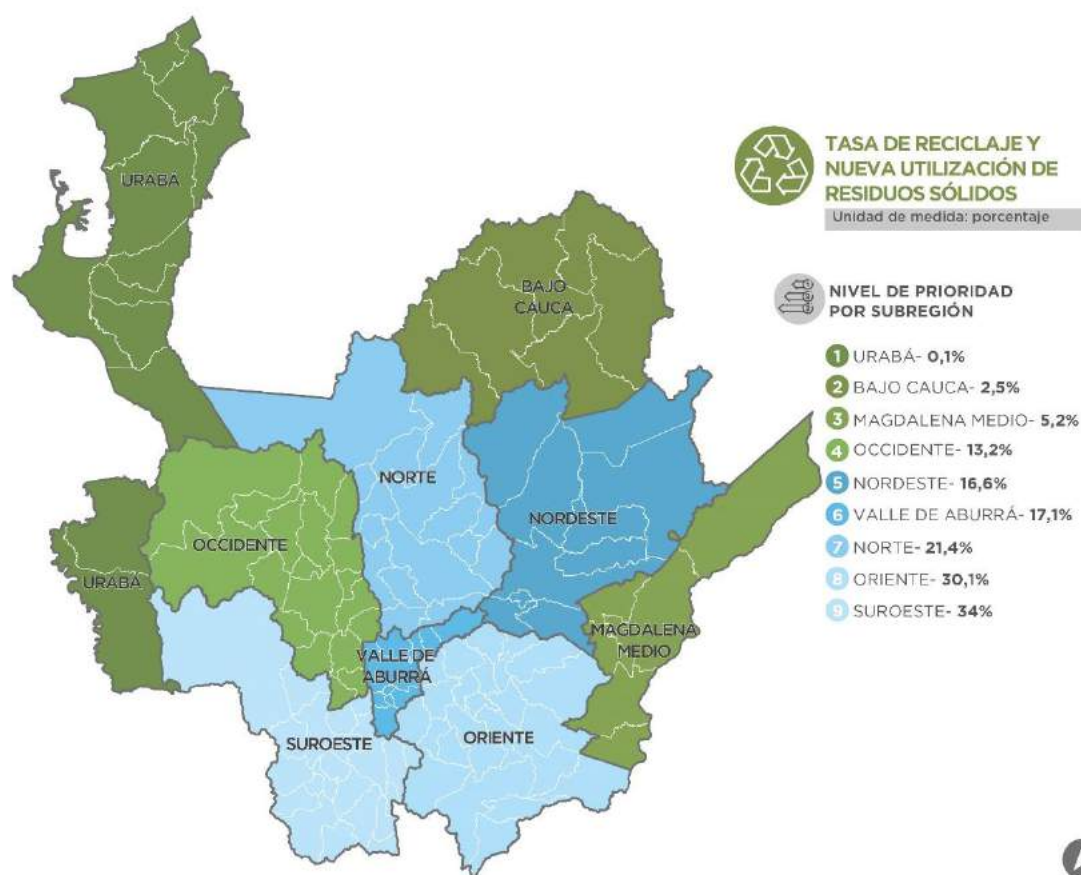 TASA DE RECICLAJE Y
NUEVA UTILIZACIÓN DE
RESIDUOS SÓLIDOS
Unidad de medida: porcentaje
NIVEL DE PRIORIDAD
POR SUBREGIÓN
1 URABÁ- 0,1%
2 BAJO CAUCA- 2,5%
3 MAGDALENA MEDIO- 5,2%
4 OCCIDENTE- 13,2%
5 NORDESTE- 16,6%
6 VALLE DE ABURRÁ- 17,1%
7 NORTE- 21,4%
8 ORIENTE- 30,1%
9 SUROESTE- 34%
URABÁ
BAJO
CAUCA
NORTE
NORDESTE
OCCIDENTE
URABÁ
MAGDALENA
MEDIO
VALLE DE
ABURRÁ
SUROESTE
ORIENTE